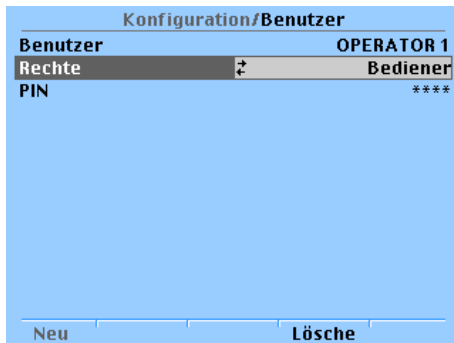 Konfiguration/Benutzer
Benutzer OPERATOR 1
Rechte Bediener
PIN ****
Neu Lösche